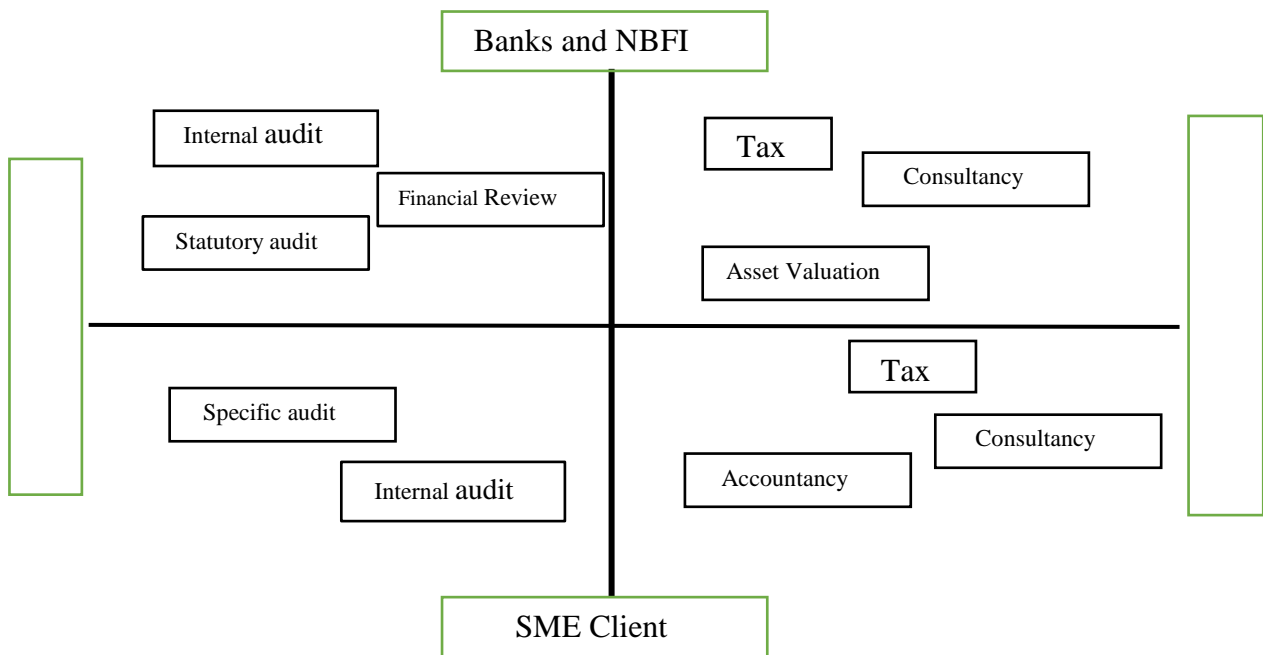 Banks and NBFI
Internal audit
Tax
Consultancy
Financial Review
Statutory audit
Asset Valuation
Tax
Specific audit
Consultancy
Accountancy
Internal audit
SME Client